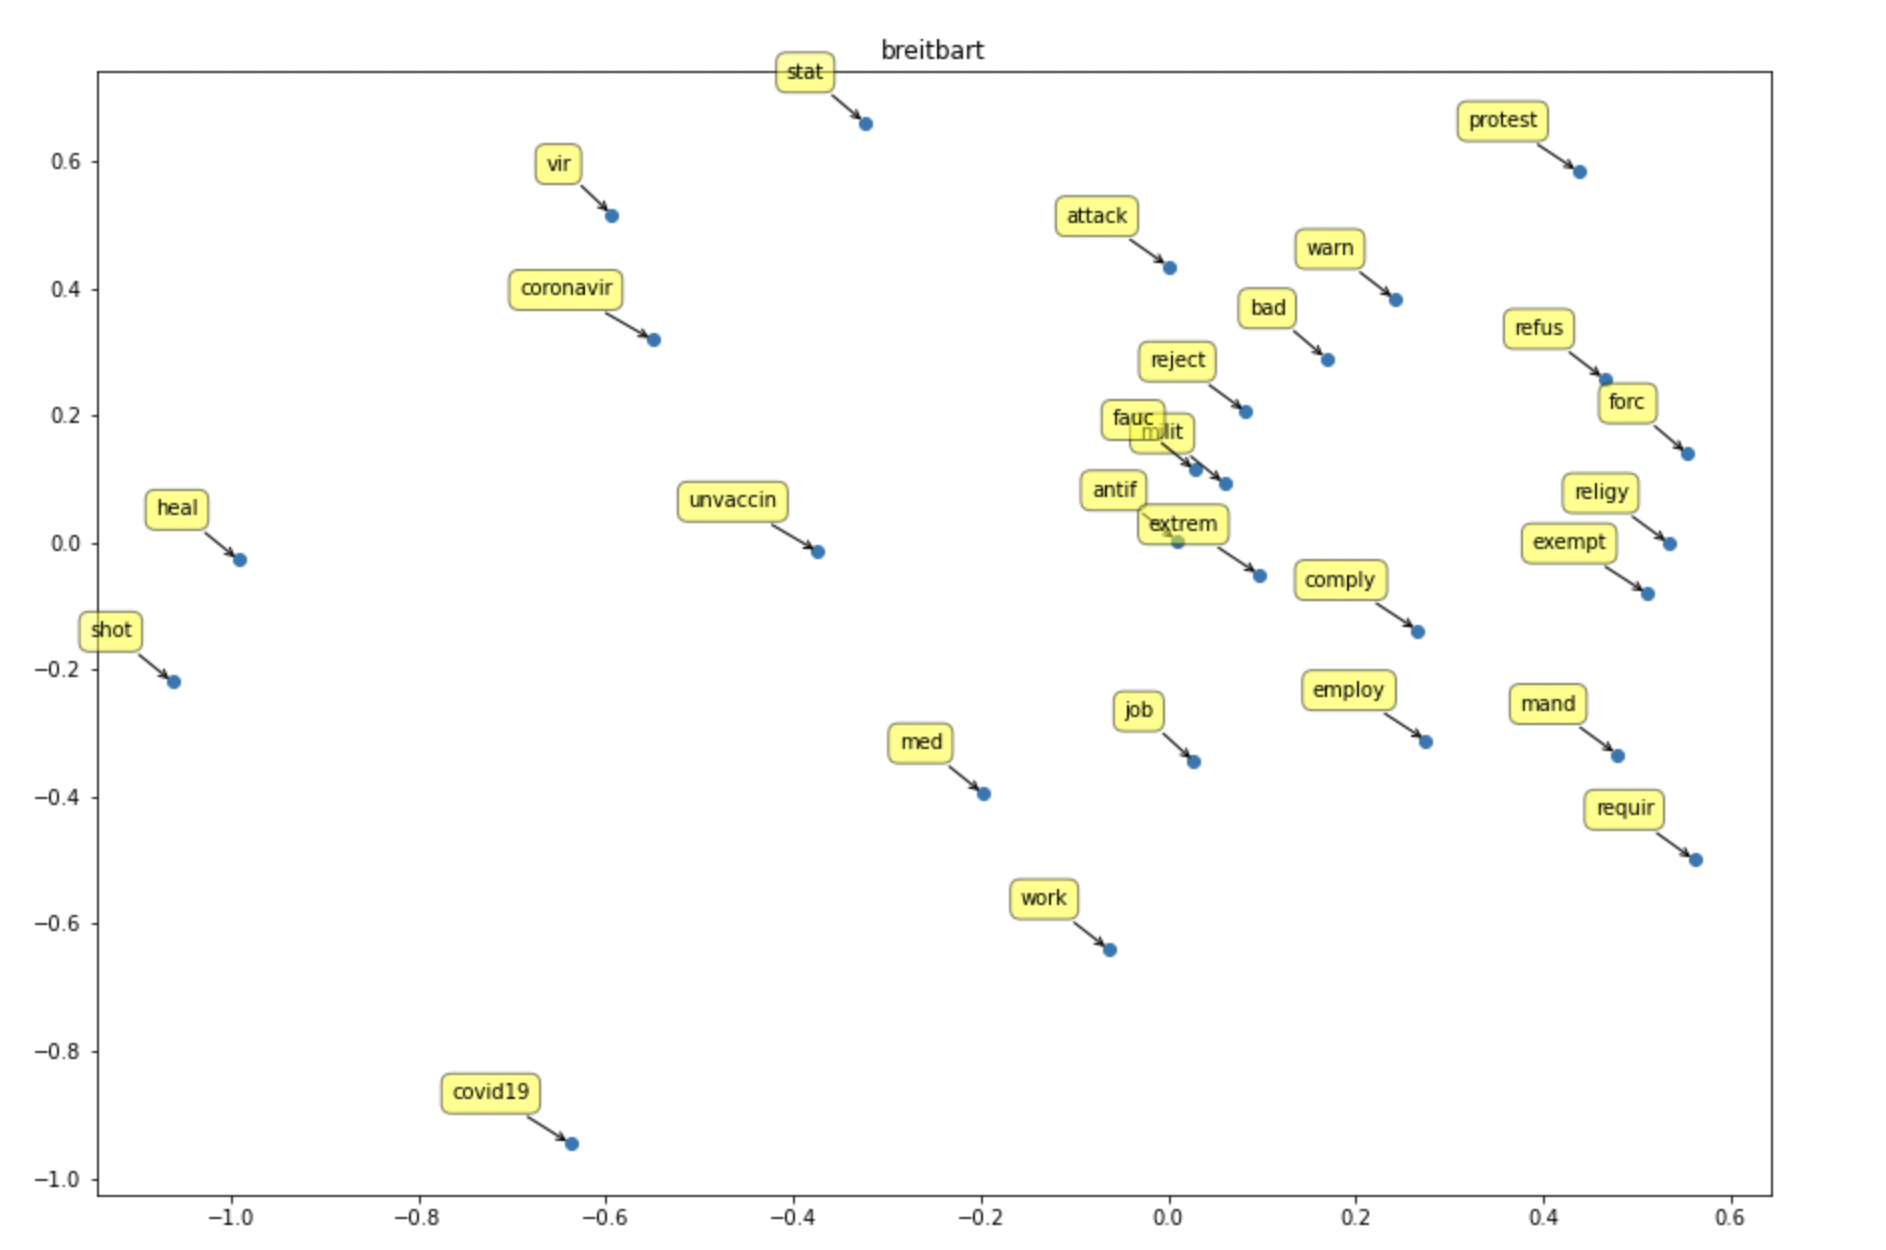 breitbart
stat
protest
vir
attack
warn
coronavir
bad
refus
reject
forc
fauc
milit
antif
religy
unvaccin
heal
extrem
exempt
comply
shot
employ
mand
job
med
requir
work
covid19
0.6
0.4
0.2
0.0
−0.2
−0.4
−0.6
−0.8
−1.0
−1.0 −0.8 −0.6 −0.4 −0.2 0.0 0.2 0.4 0.6